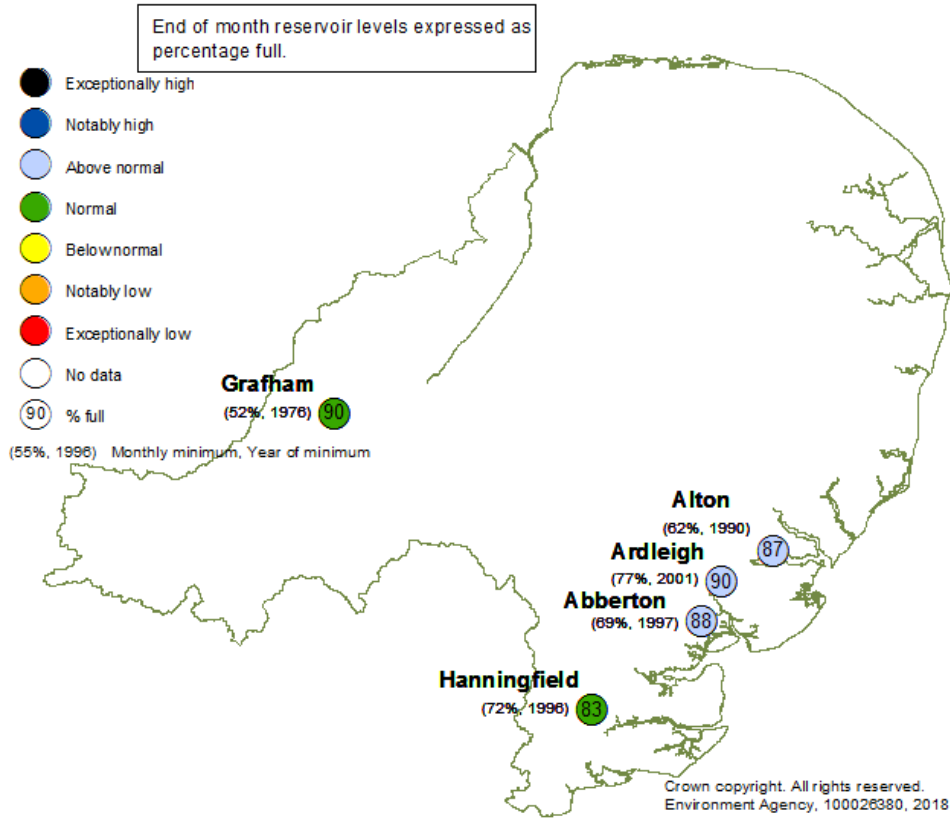 End of month reservoir levels expressed as
percentage full.
Exceptionally high
Notably high
Above normal
Normal
Below normal
Notably low
Exceptionally low
No data
90 % full
(55%, 1996) Monthly minimum, Year of minimum
Grafham
(52%, 1976) 90
Alton
(62%, 1990)
87
Ardleigh
(77%, 2001) 90
Abberton
(69%, 1997) 88
Hanningfield
(72%, 1996) 83
Crown copyright. All rights reserved.
Environment Agency, 100026380, 2018